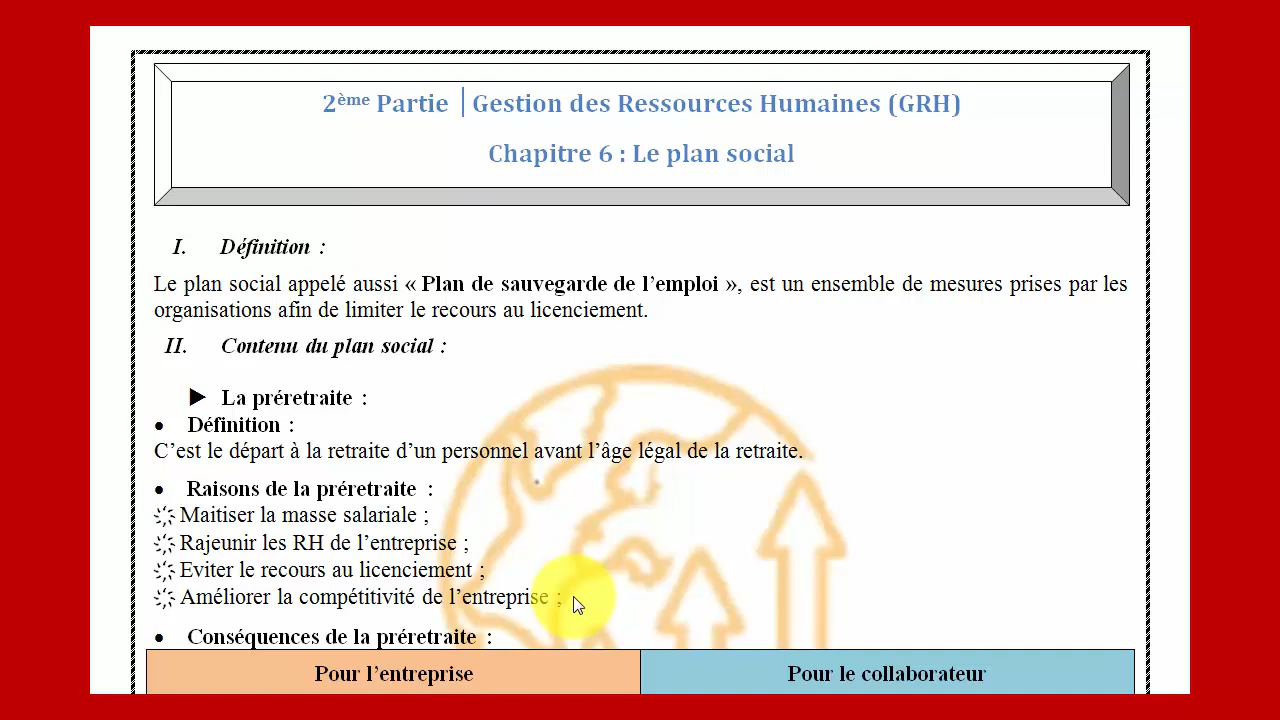 2ème Partie | Gestion des Ressources Humaines (GRH)
Chapitre 6 : Le plan social
I. Définition :
Le plan social appelé aussi « Plan de sauvegarde de l’emploi », est un ensemble de mesures prises par les
organisations afin de limiter le recours au licenciement.
II. Contenu du plan social :
► La préretraite :
• Définition :
C’est le départ à la retraite d’un personnel avant l’âge légal de la retraite.
• Raisons de la préretraite :
Maitiser la masse salariale ;
Rajeunir les RH de l’entreprise ;
Eviter le recours au licenciement ;
Améliorer la compétitivité de l’entreprise ;
• Conséquences de la préretraite :
Pour l’entreprise
Pour le collaborateur